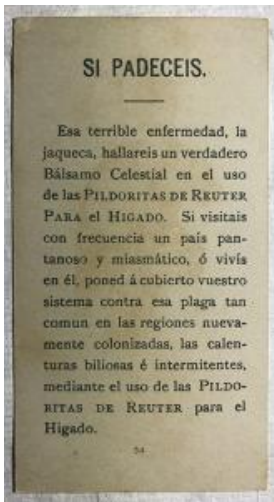 SI PADECEIS.
Esa terrible enfermedad, la
jaqueca, hallareis un verdadero
Bálsamo Celestial en el uso
de las PILDORITAS DE REUTER
PARA el HIGADO. Si visitais
con frecuencia un país pan-
tanoso y miasmático, ó vivís
en él, poned á cubierto vuestro
sistema contra esa plaga tan
comun en las regiones nueva-
mente colonizadas, las calen-
turas biliosas é intermitentes,
mediante el uso de las PILDO-
RITAS DE REUTER para el
Higado.
54